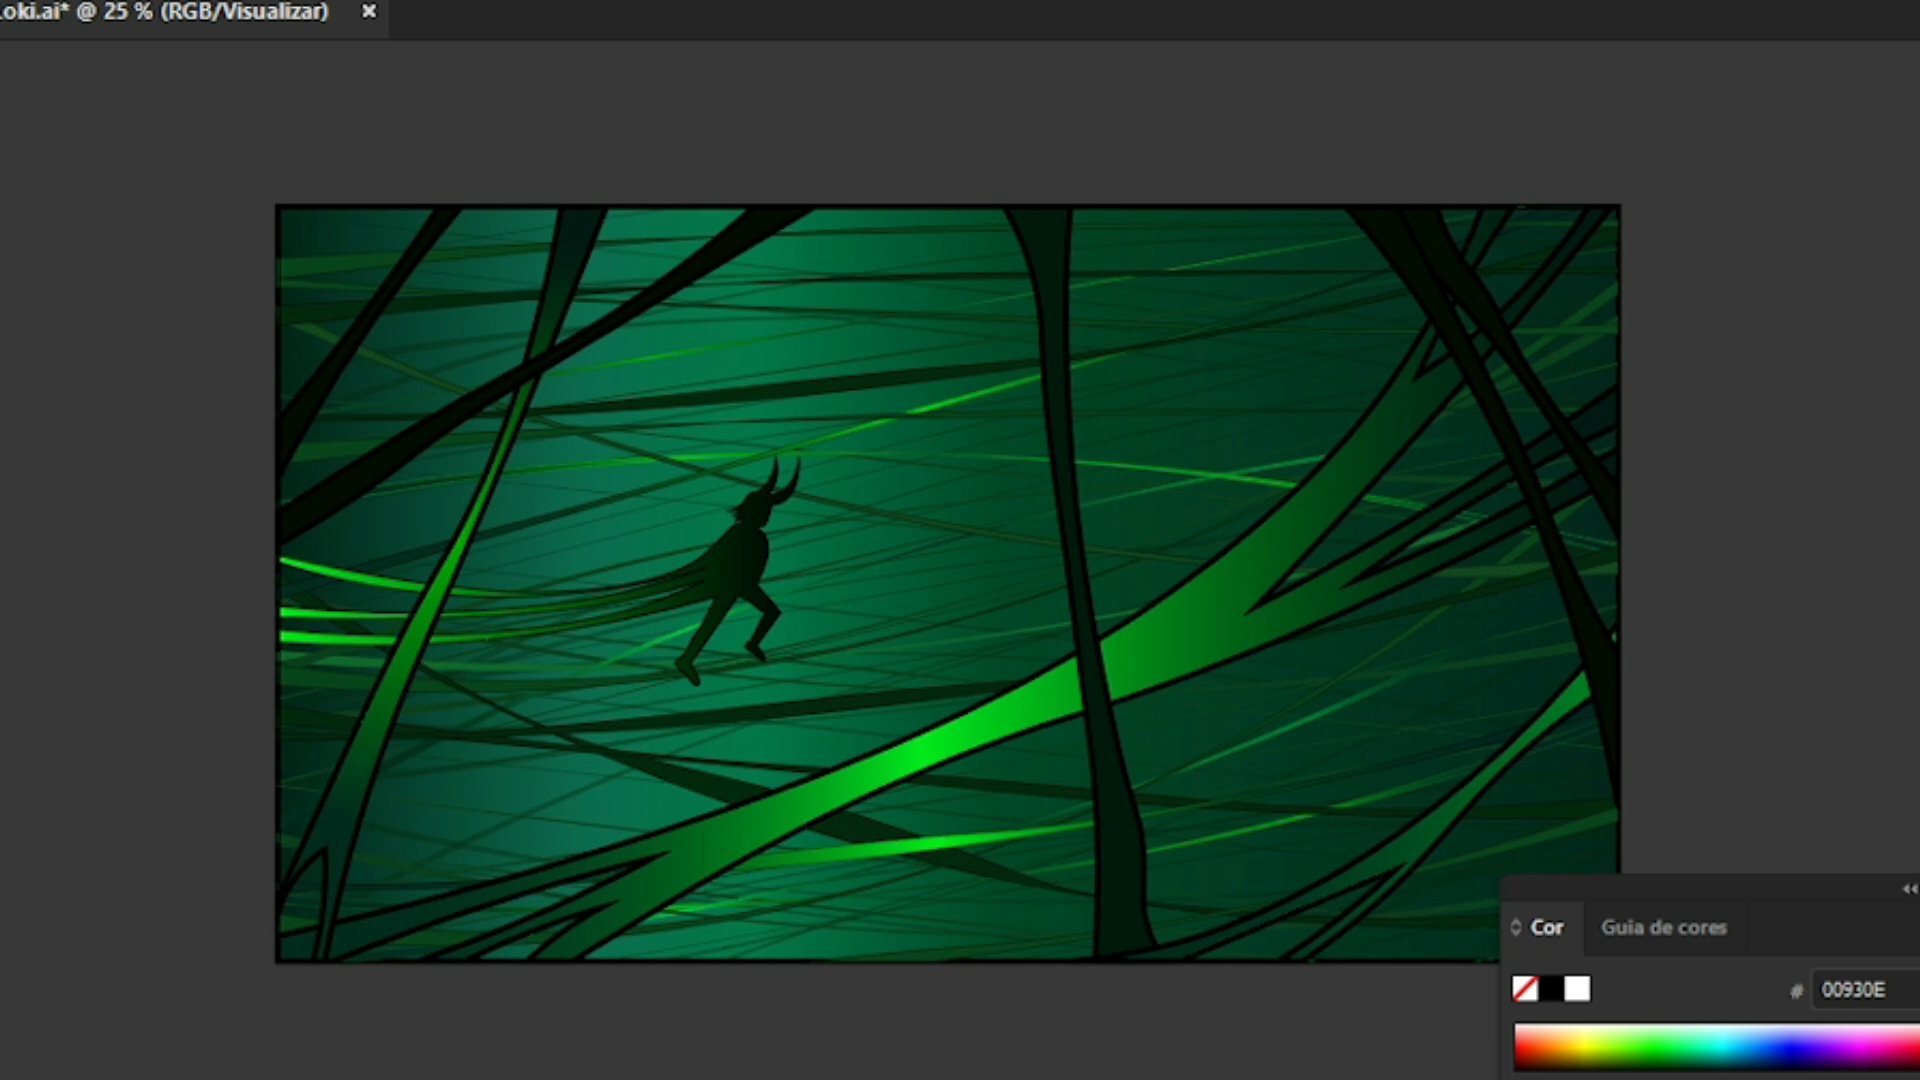 oki.ai* @ 25 % (RGB/Visualizar) ×
Cor Guia de cores
# 00930E